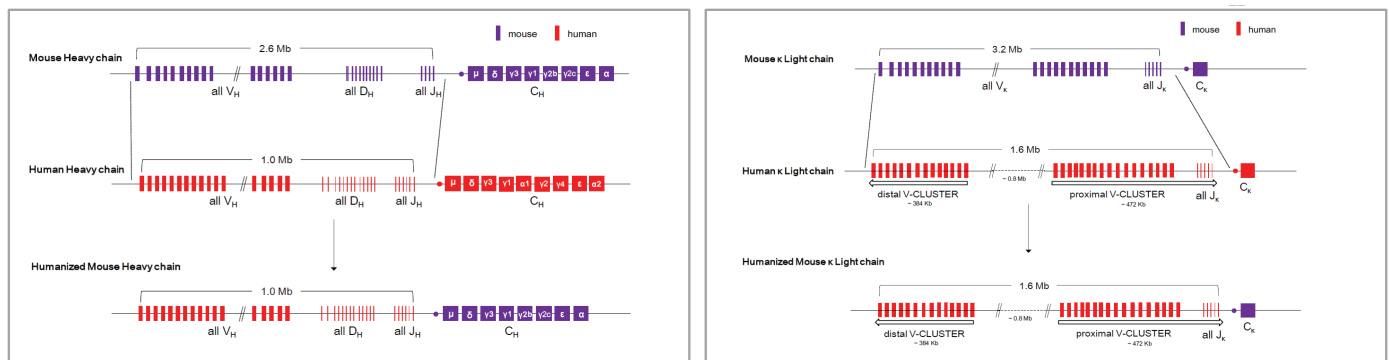 mouse human
2.6 Mb
Mouse Heavy chain
μ δ γ3 γ1 γ2b γ2c ε α
all VH all DH all JH CH
1.0 Mb
Human Heavy chain
μ δ γ3 γ1 α1 γ2 γ4 ε α2
all VH all DH all JH CH
Humanized Mouse Heavy chain
1.0 Mb
μ δ γ3 γ1 γ2b γ2c ε α
all VH all DH all JH CH
mouse human
3.2 Mb
Mouse κ Light chain
all Vκ all Jκ Cκ
1.6 Mb
Human κ Light chain
~ 0.8 Mb
distal V-CLUSTER proximal V-CLUSTER all Jκ Cκ
~ 384 Kb ~ 472 Kb
Humanized Mouse κ Light chain
1.6 Mb
~ 0.8 Mb
distal V-CLUSTER proximal V-CLUSTER all Jκ Cκ
~ 384 Kb ~ 472 Kb